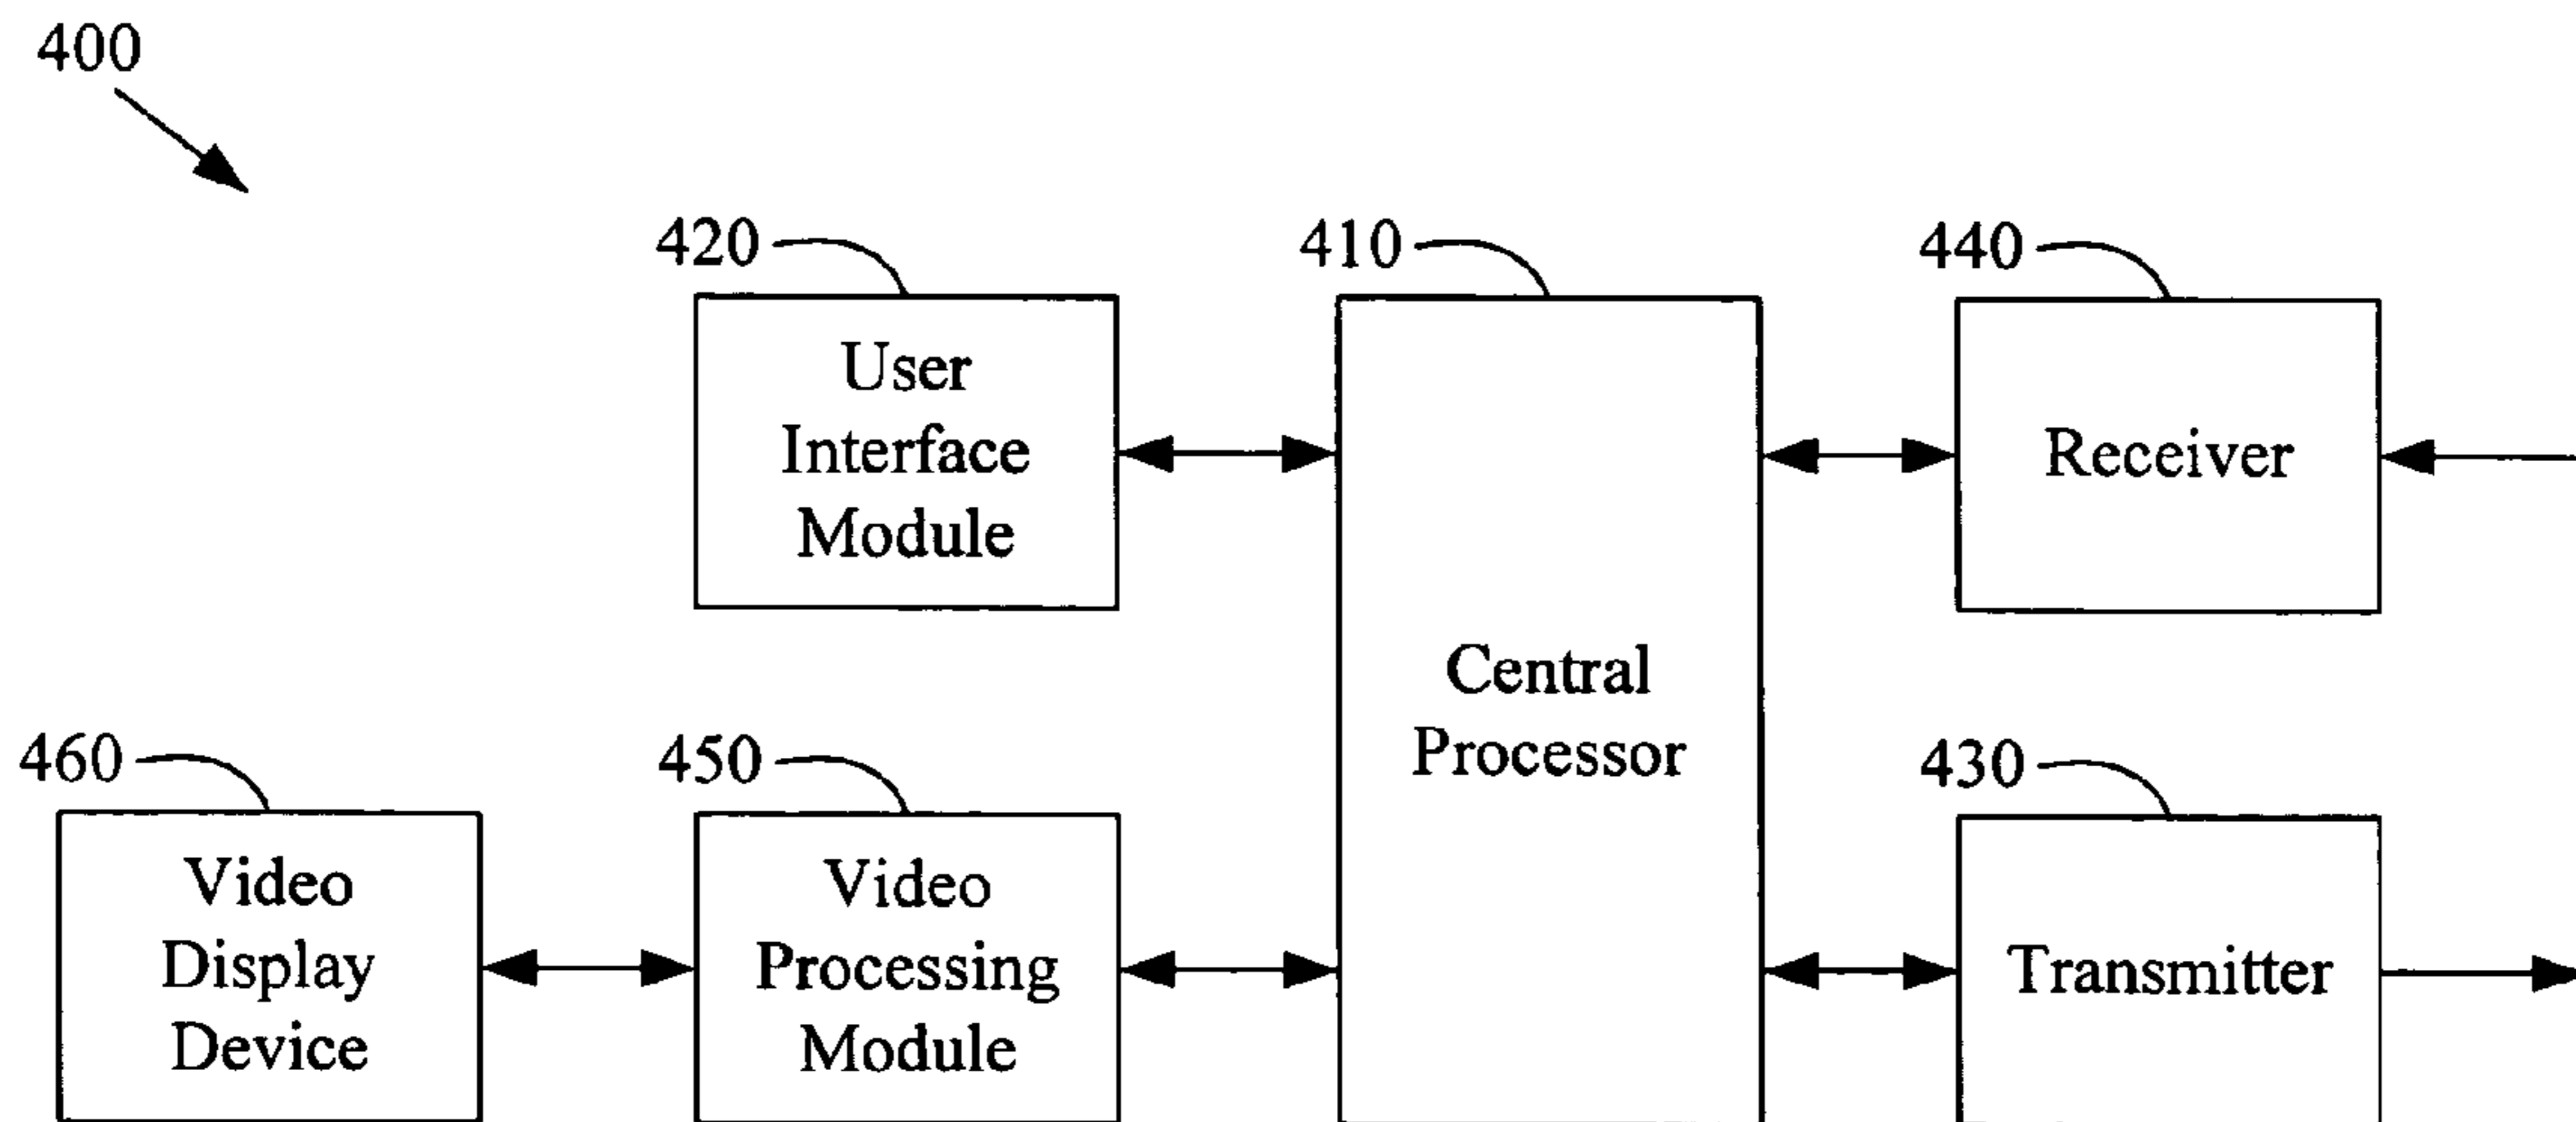 400
420
410
440
User
Interface
Module
Receiver
Central
Processor
460
450
430
Video
Display
Device
Video
Processing
Module
Transmitter